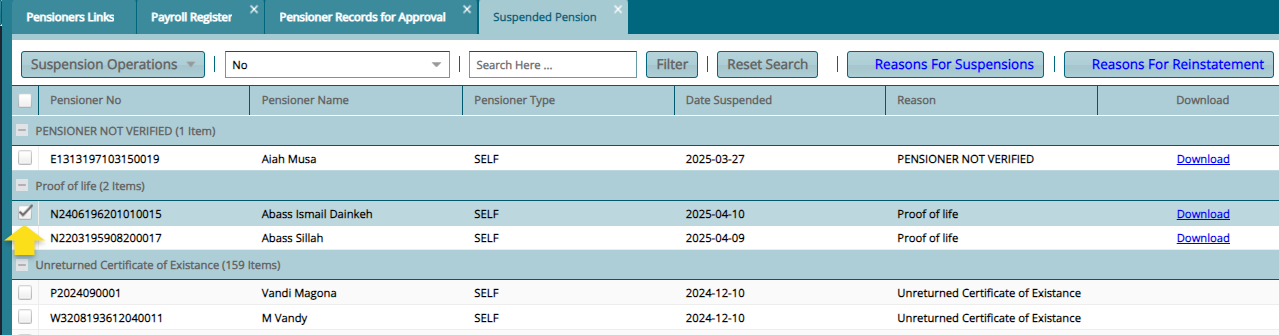 Pensioners Links Payroll Register Pensioner Records for Approval Suspended Pension
Suspension Operations No Search Here ... Filter Reset Search Reasons For Suspensions Reasons For Reinstatement
Pensioner No Pensioner Name Pensioner Type Date Suspended Reason Download
PENSIONER NOT VERIFIED (1 Item)
E1313197103150019 Aiah Musa SELF 2025-03-27 PENSIONER NOT VERIFIED Download
Proof of life (2 Items)
N2406196201010015 Abass Ismail Dainkeh SELF 2025-04-10 Proof of life Download
N2203195908200017 Abass Sillah SELF 2025-04-09 Proof of life Download
Unreturned Certificate of Existance (159 Items)
P2024090001 Vandi Magona SELF 2024-12-10 Unreturned Certificate of Existance
W3208193612040011 M Vandy SELF 2024-12-10 Unreturned Certificate of Existance